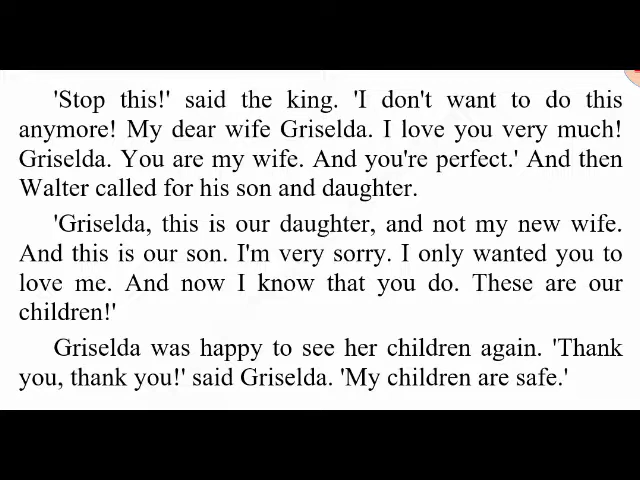 'Stop this!' said the king. 'I don't want to do this
anymore! My dear wife Griselda. I love you very much!
Griselda. You are my wife. And you're perfect.' And then
Walter called for his son and daughter.
'Griselda, this is our daughter, and not my new wife.
And this is our son. I'm very sorry. I only wanted you to
love me. And now I know that you do. These are our
children!'
Griselda was happy to see her children again. 'Thank
you, thank you!' said Griselda. 'My children are safe.'